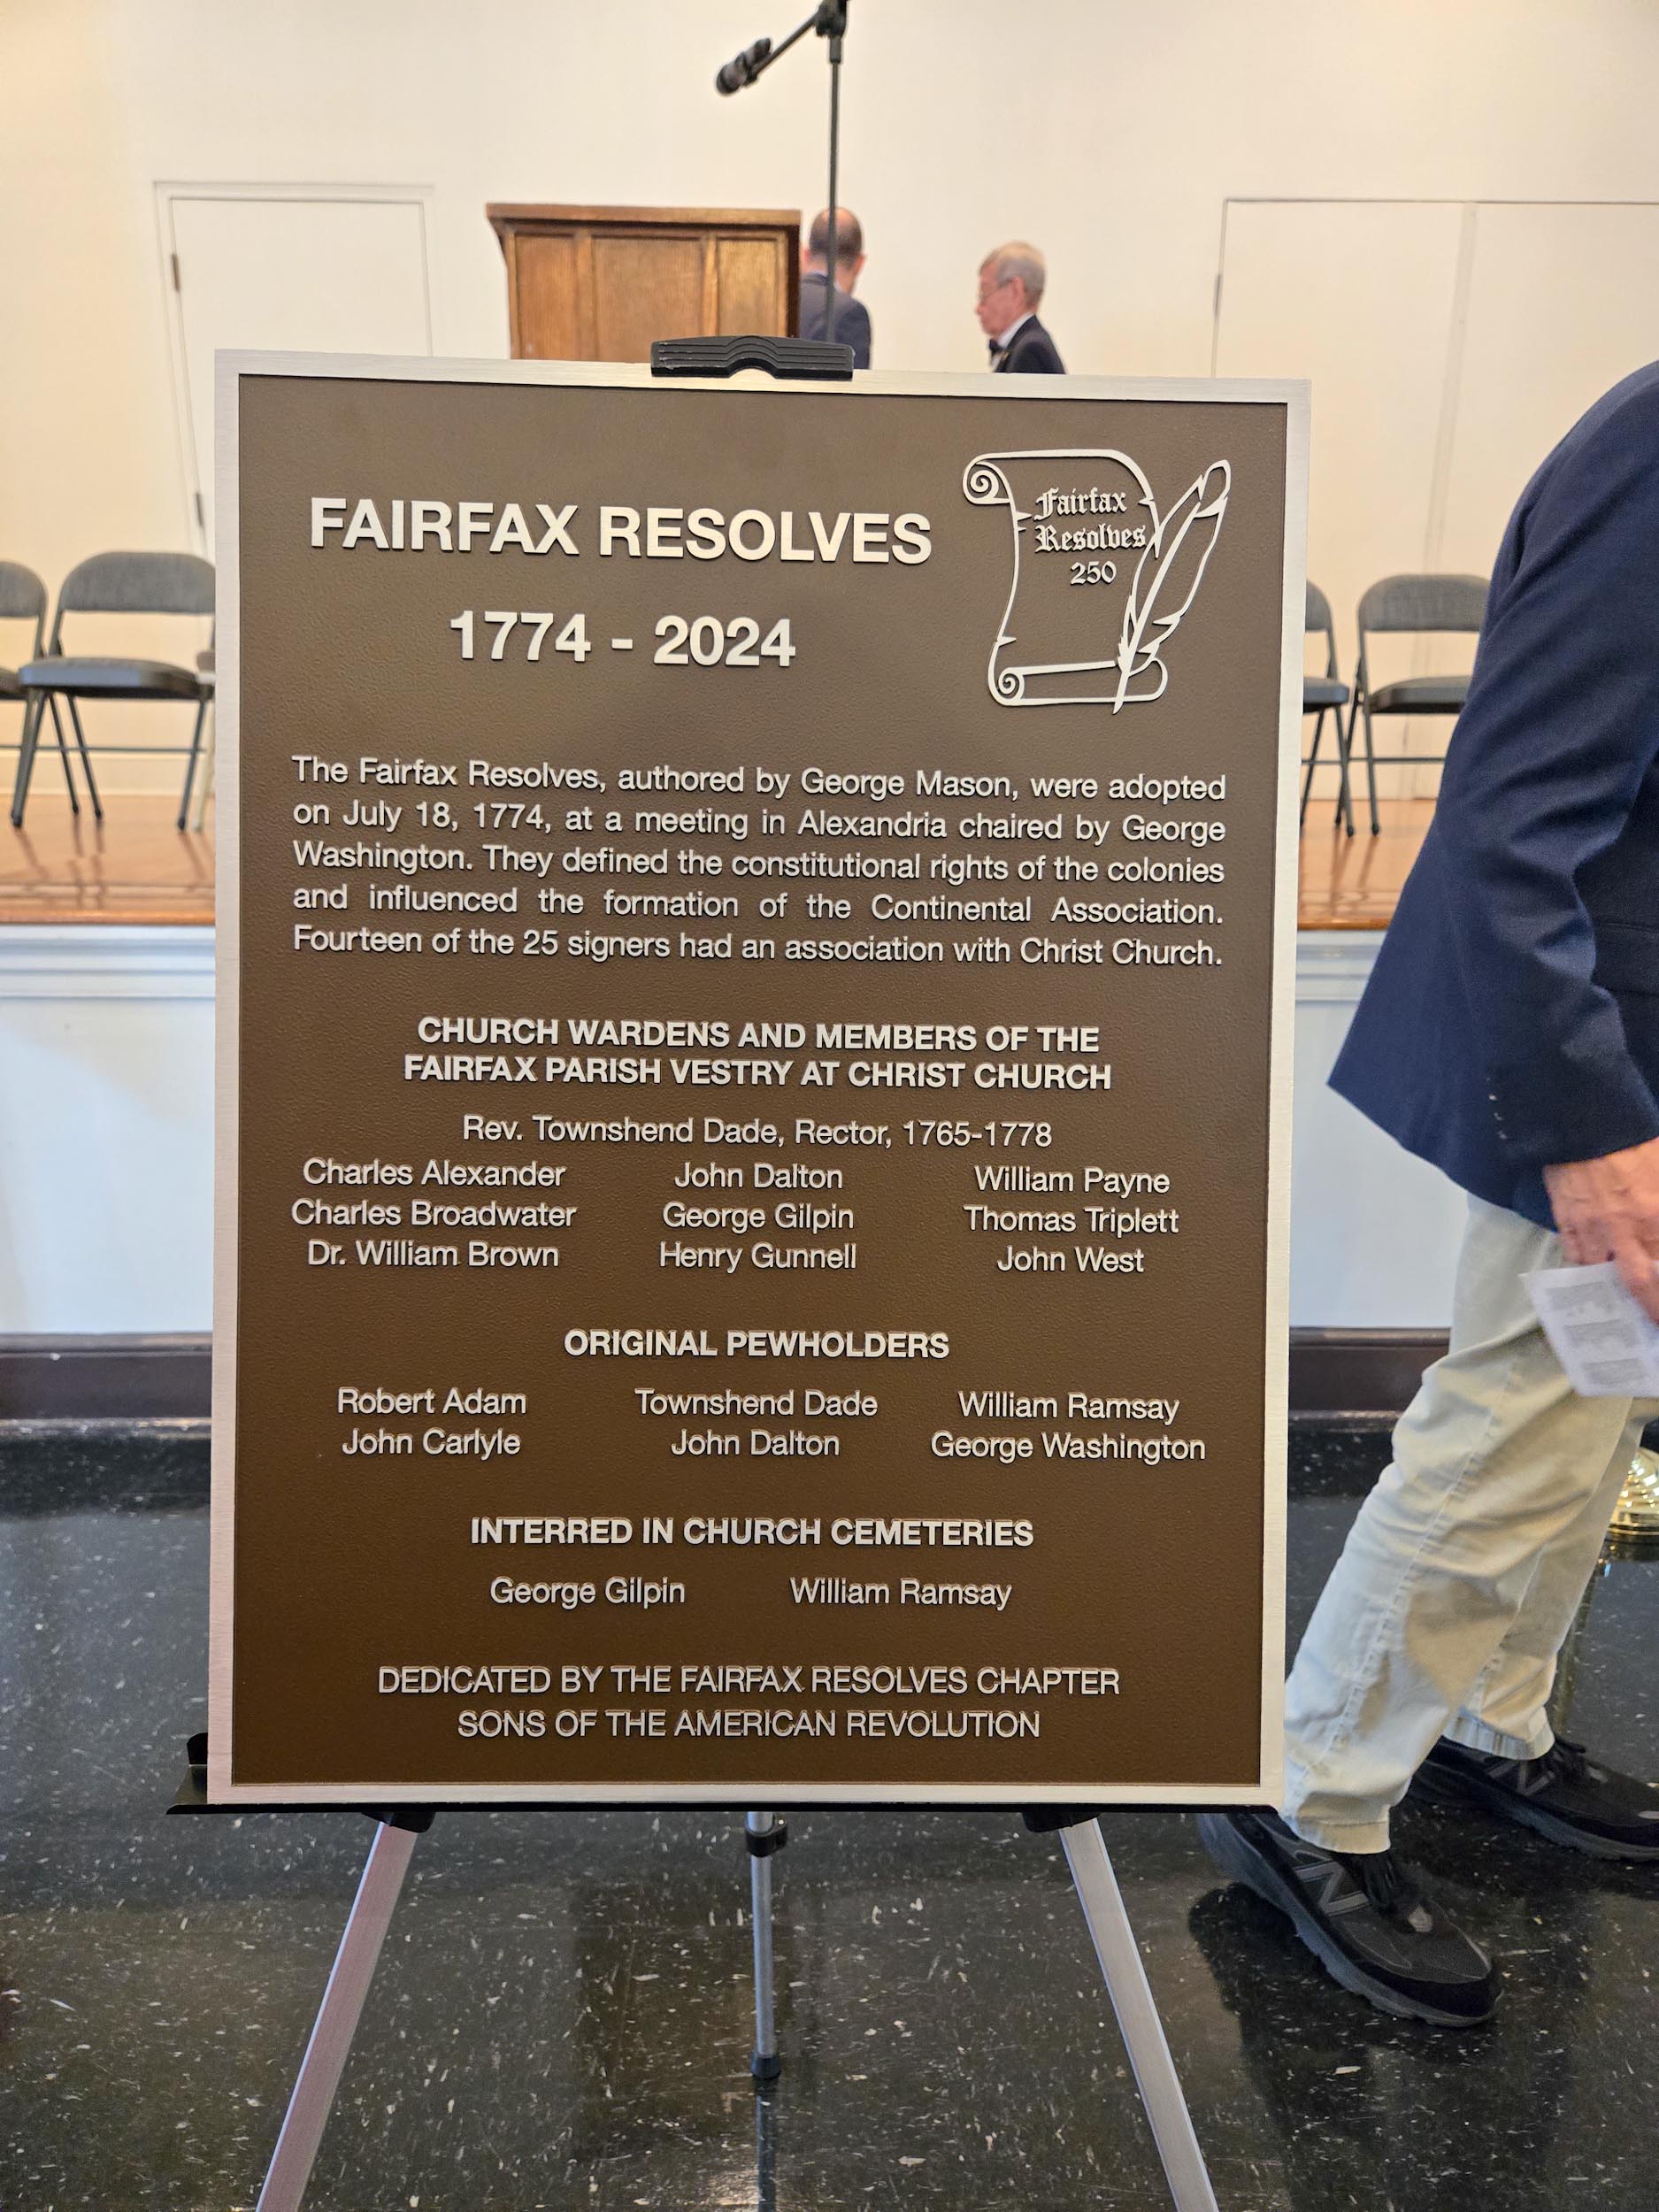 FAIRFAX RESOLVES
1774 - 2024
Fairfax
Resolves
250
The Fairfax Resolves, authored by George Mason, were adopted
on July 18, 1774, at a meeting in Alexandria chaired by George
Washington. They defined the constitutional rights of the colonies
and influenced the formation of the Continental Association.
Fourteen of the 25 signers had an association with Christ Church.
CHURCH WARDENS AND MEMBERS OF THE
FAIRFAX PARISH VESTRY AT CHRIST CHURCH
Rev. Townshend Dade, Rector, 1765-1778
Charles Alexander John Dalton William Payne
Charles Broadwater George Gilpin Thomas Triplett
Dr. William Brown Henry Gunnell John West
ORIGINAL PEWHOLDERS
Robert Adam Townshend Dade William Ramsay
John Carlyle John Dalton George Washington
INTERRED IN CHURCH CEMETERIES
George Gilpin William Ramsay
DEDICATED BY THE FAIRFAX RESOLVES CHAPTER
SONS OF THE AMERICAN REVOLUTION
N